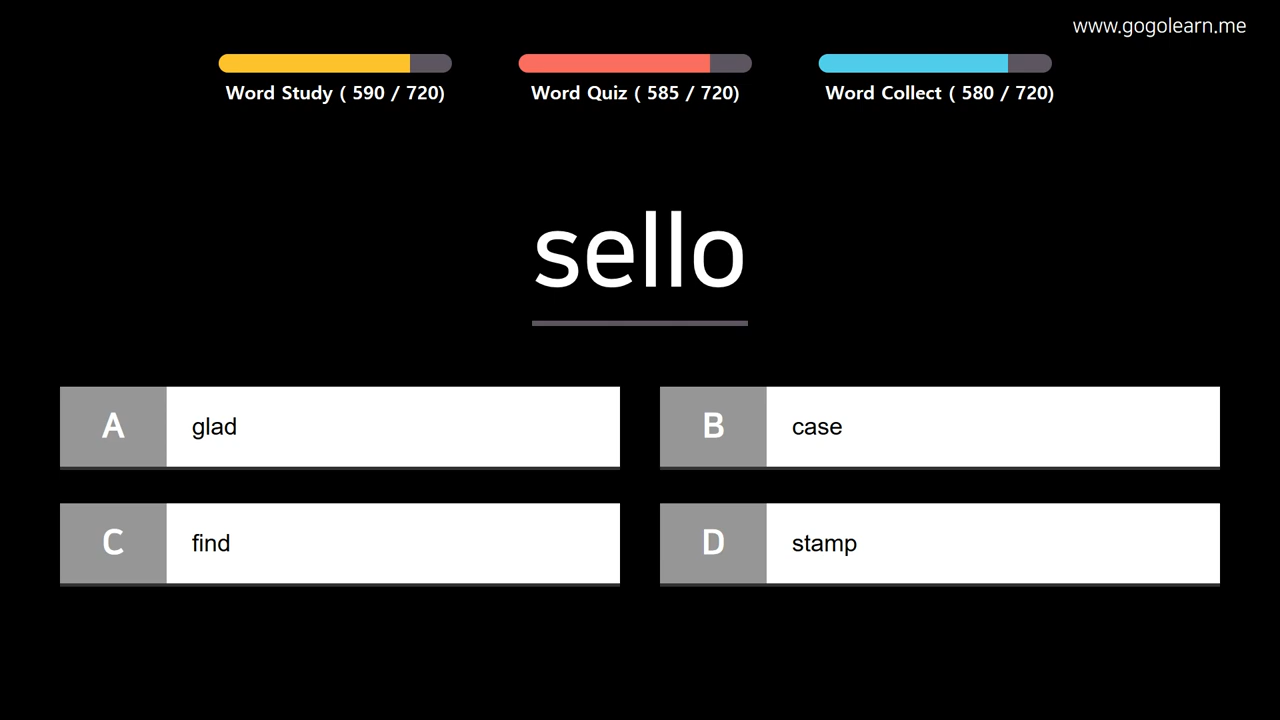 www.gogolearn.me
Word Study ( 590 / 720)
Word Quiz ( 585 / 720)
Word Collect ( 580 / 720)
sello
A glad
B case
C find
D stamp